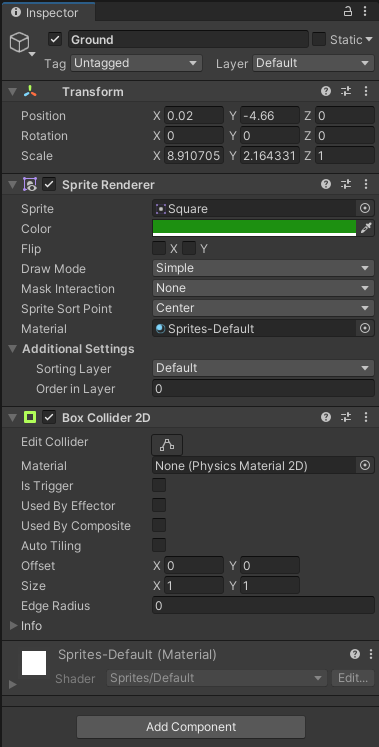 Inspector
Ground Static
Tag Untagged Layer Default
Transform
Position X 0.02 Y -4.66 Z 0
Rotation X 0 Y 0 Z 0
Scale X 8.910705 Y 2.164331 Z 1
Sprite Renderer
Sprite Square
Color
Flip X Y
Draw Mode Simple
Mask Interaction None
Sprite Sort Point Center
Material Sprites-Default
Additional Settings
Sorting Layer Default
Order in Layer 0
Box Collider 2D
Edit Collider
Material None (Physics Material 2D)
Is Trigger
Used By Effector
Used By Composite
Auto Tiling
Offset X 0 Y 0
Size X 1 Y 1
Edge Radius 0
Info
Sprites-Default (Material)
Shader Sprites/Default Edit...
Add Component